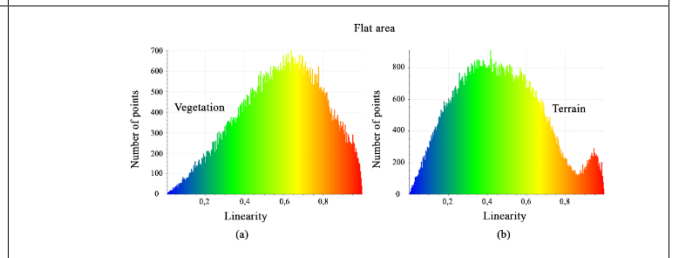 Flat area
700
600
500
400
300
200
100
0
Number of points
Vegetation
0,2 0,4 0,6 0,8
Linearity
(a)
800
600
400
200
0
Number of points
Terrain
0,2 0,4 0,6 0,8
Linearity
(b)